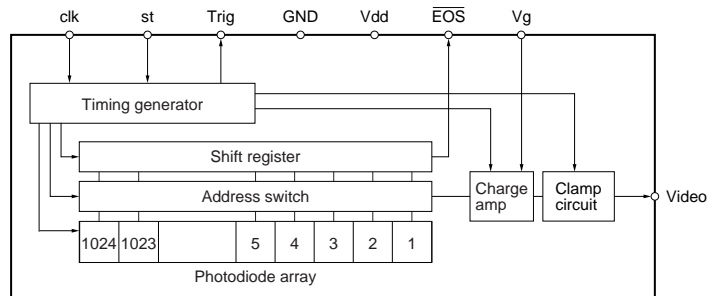 clk st Trig GND Vdd EOS Vg
Timing generator
Shift register
Address switch
Charge amp
Clamp circuit
Video
1024 1023 5 4 3 2 1
Photodiode array